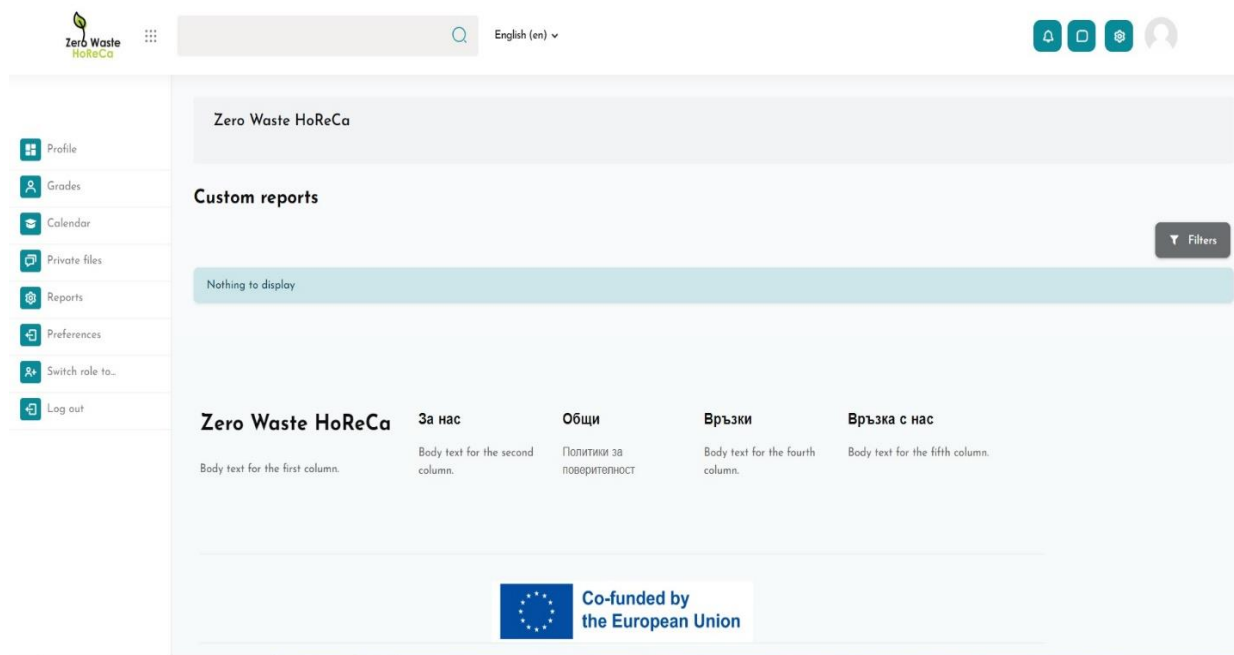 Zero Waste
HoReCa
English (en)
Zero Waste HoReCa
Profile
Grades
Calendar
Private files
Reports
Preferences
Switch role to...
Log out
Custom reports
Filters
Nothing to display
Zero Waste HoReCa
Body text for the first column.
За нас
Body text for the second
column.
Общи
Политики за
поверителност
Връзки
Body text for the fourth
column.
Връзка с нас
Body text for the fifth column.
Co-funded by
the European Union